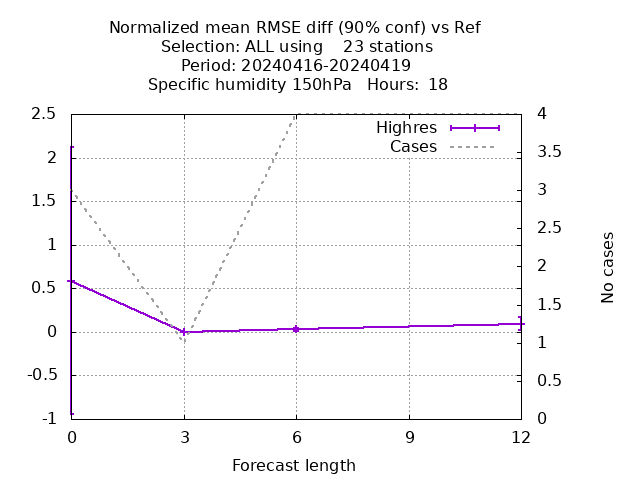 Normalized mean RMSE diff (90% conf) vs Ref
Selection: ALL using    23 stations
Period: 20240416-20240419
Specific humidity 150hPa   Hours:  18
2.5
2
1.5
1
0.5
0
-0.5
-1
Highres
Cases
4
3.5
3
2.5
2
1.5
1
0.5
0
No cases
0
3
6
9
12
Forecast length